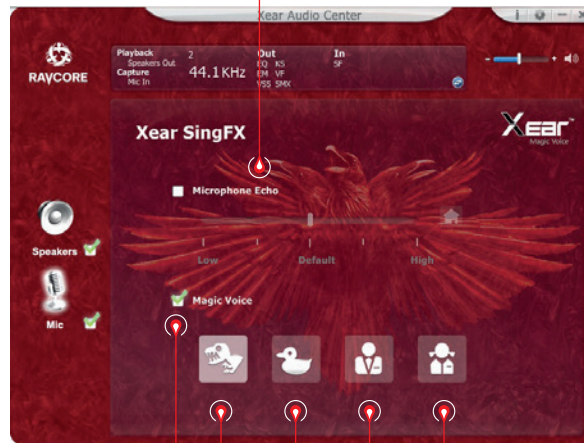 Xear Audio Center
RAVCORE
Playback 2 Out In
Speakers Out EQ KS SF
Capture 44.1KHz EM VF
Mic In VSS SMX
Xear SingFX
Xear™
Magic Voice
Microphone Echo
Low Default High
Speakers
Magic Voice
Mic